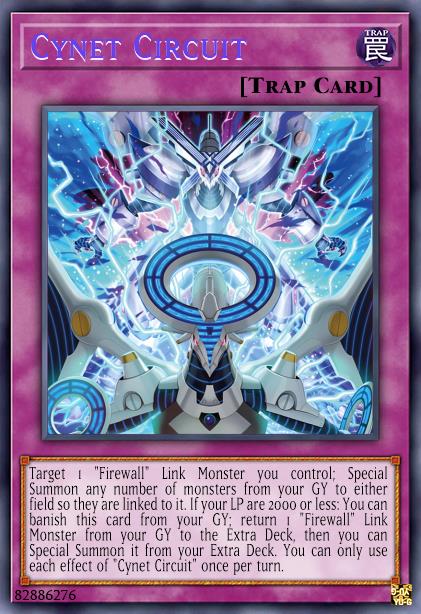 Cynet Circuit
TRAP
罠
[Trap Card]
Target 1 "Firewall" Link Monster you control; Special
Summon any number of monsters from your GY to either
field so they are linked to it. If your LP are 2000 or less: You can
banish this card from your GY; return 1 "Firewall" Link
Monster from your GY to the Extra Deck, then you can
Special Summon it from your Extra Deck. You can only use
each effect of "Cynet Circuit" once per turn.
82886276